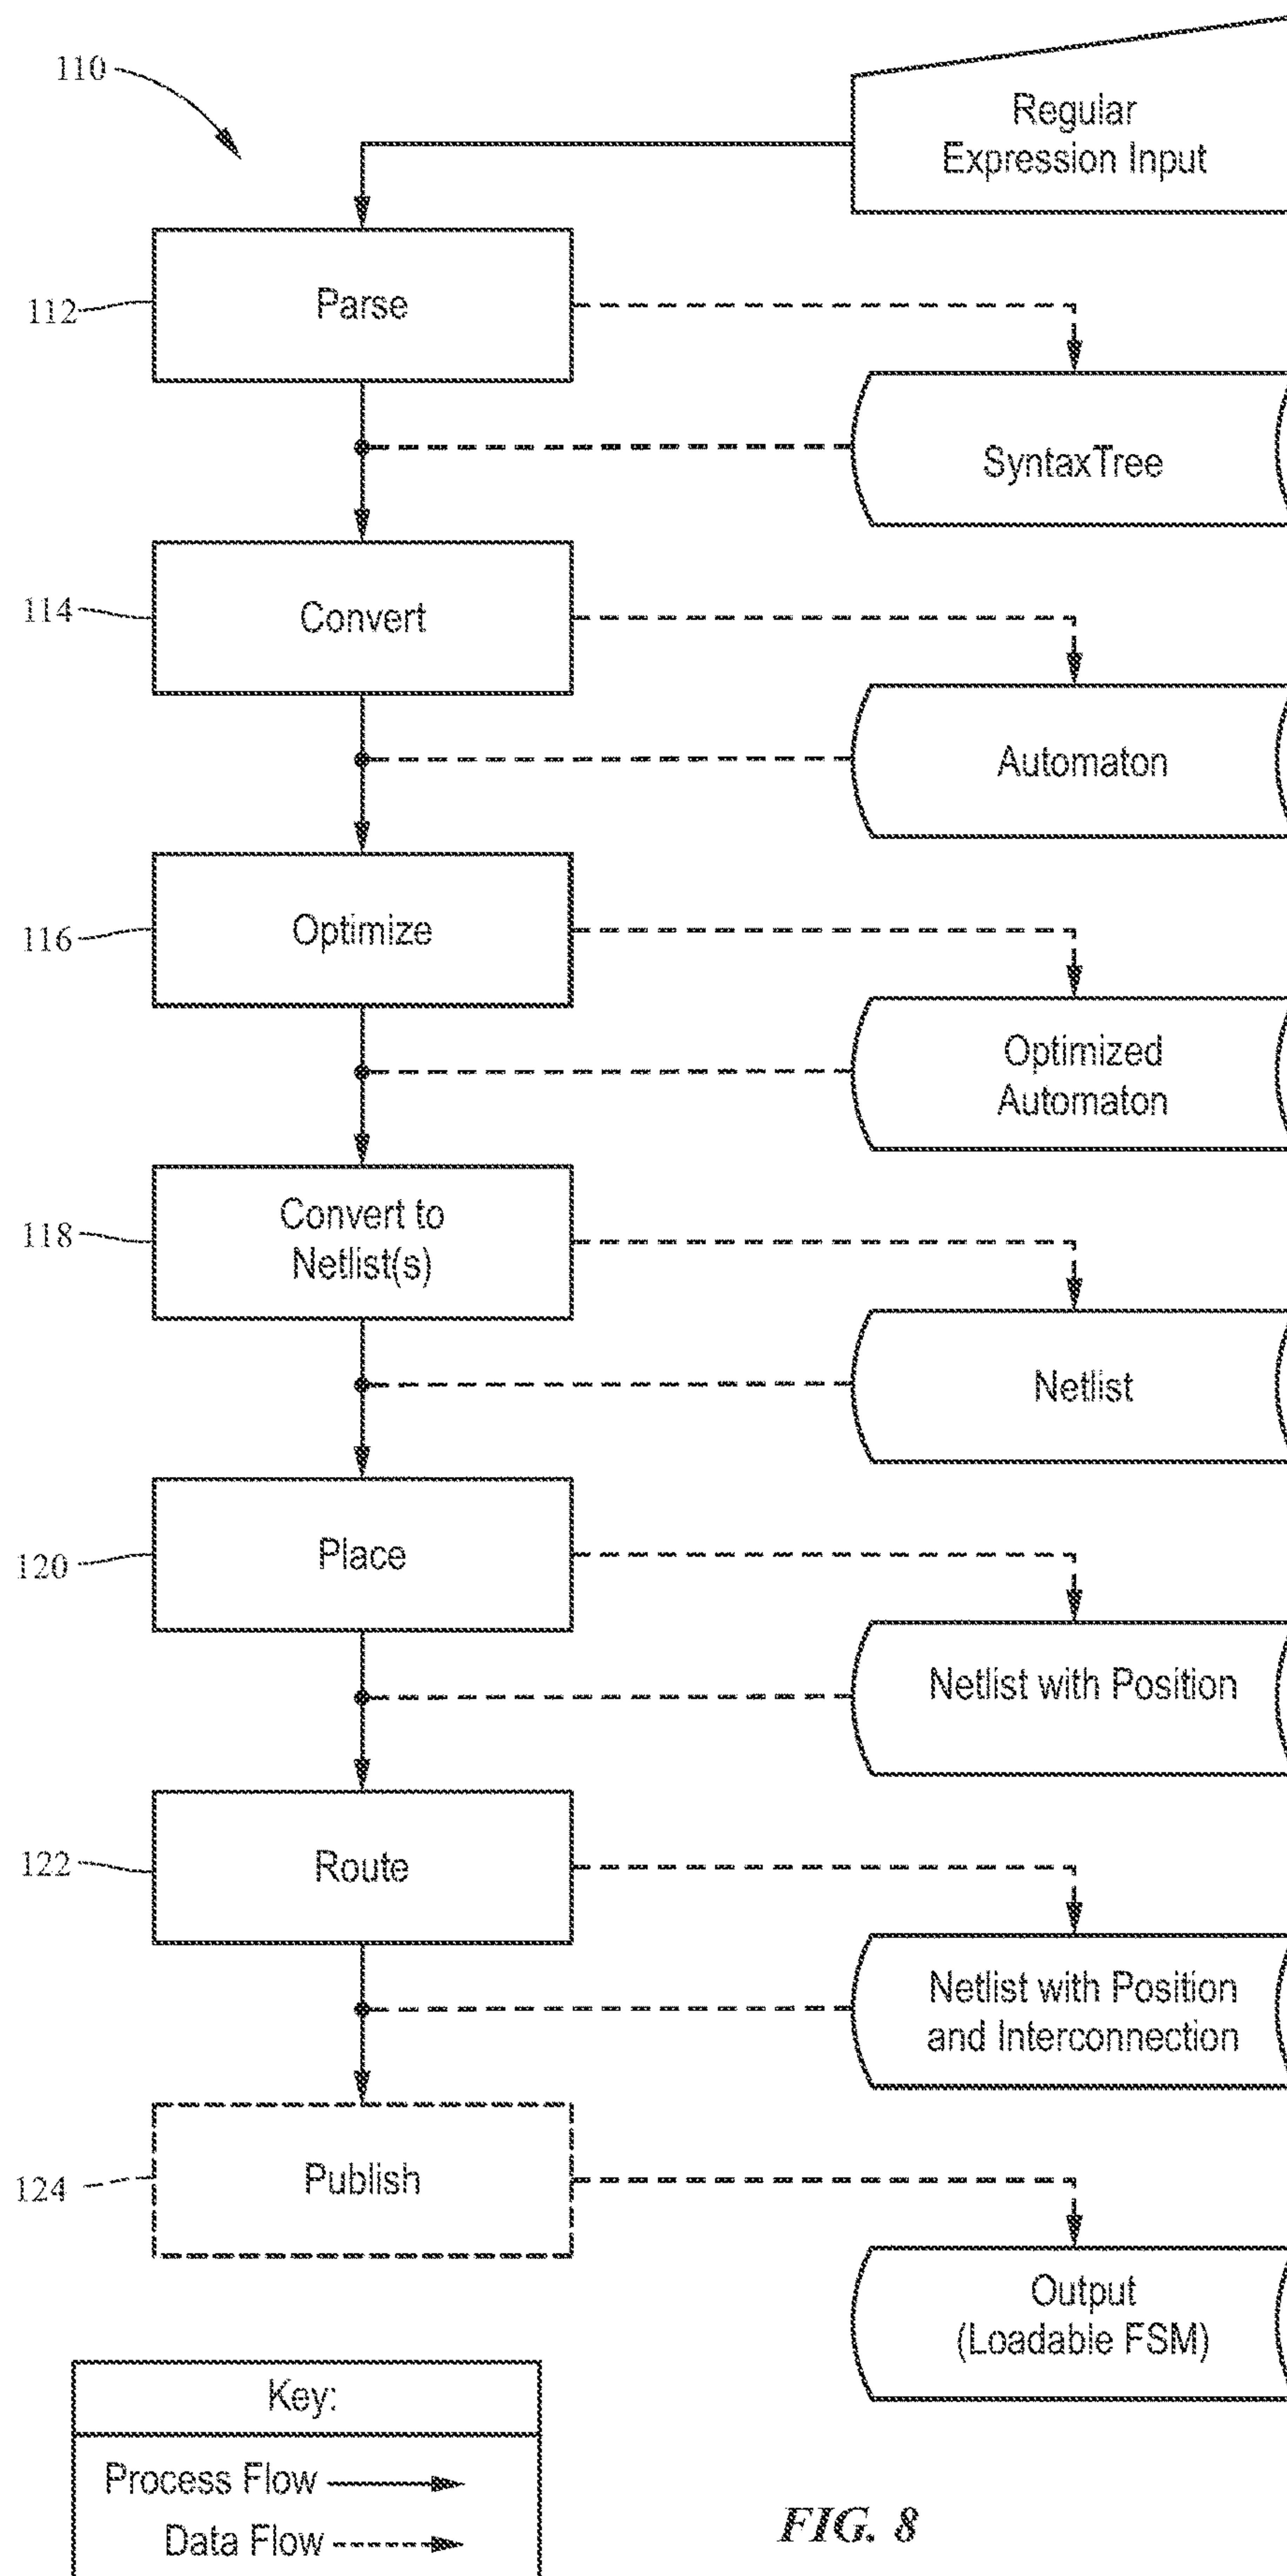 110
Regular
Expression Input
112
Parse
SyntaxTree
114
Convert
Automaton
116
Optimize
Optimized
Automaton
118
Convert to
Netlist(s)
Netlist
120
Place
Netlist with Position
122
Route
Netlist with Position
and Interconnection
124
Publish
Output
(Loadable FSM)
Key:
Process Flow
Data Flow
FIG. 8